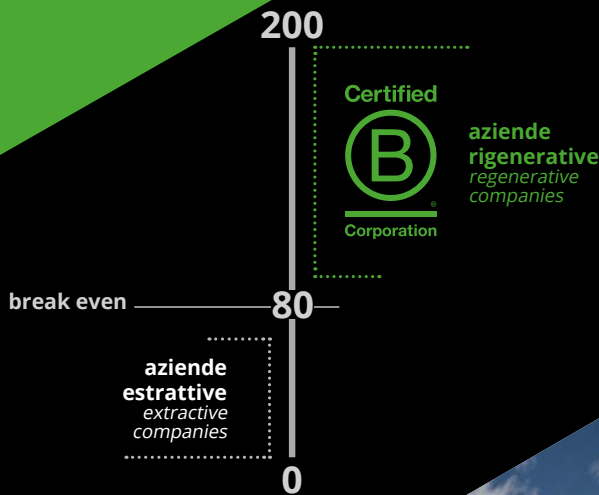 200
Certified
B
®
Corporation
aziende
rigenerative
regenerative
companies
break even
80
aziende
estrattive
extractive
companies
0